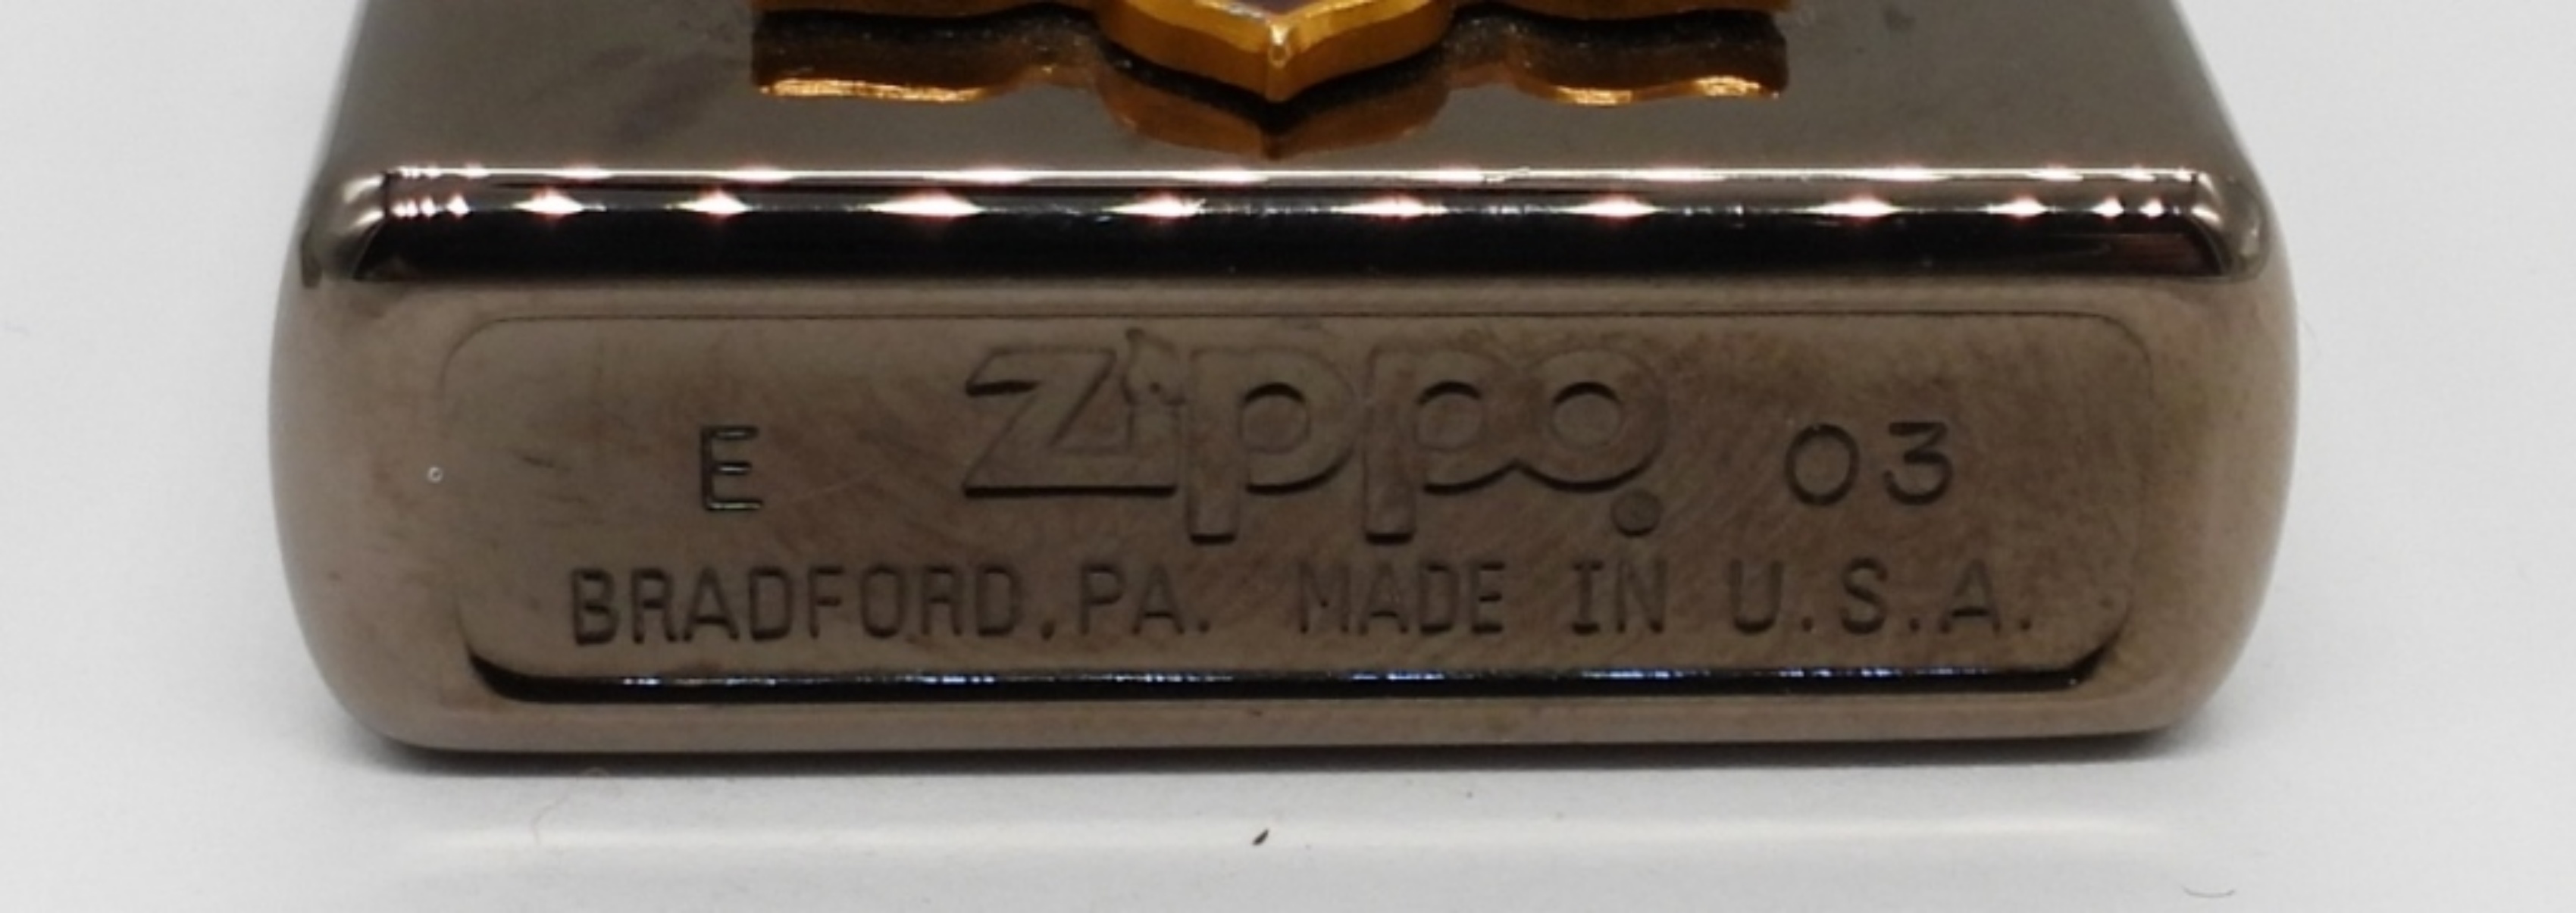 E Zippo 03
BRADFORD,PA. MADE IN U.S.A.